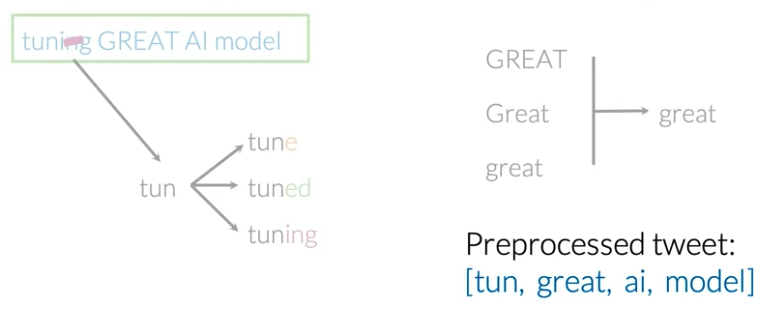 tuning GREAT AI model
tun
tune
tuned
tuning
GREAT
Great
great
great
Preprocessed tweet:
[tun, great, ai, model]